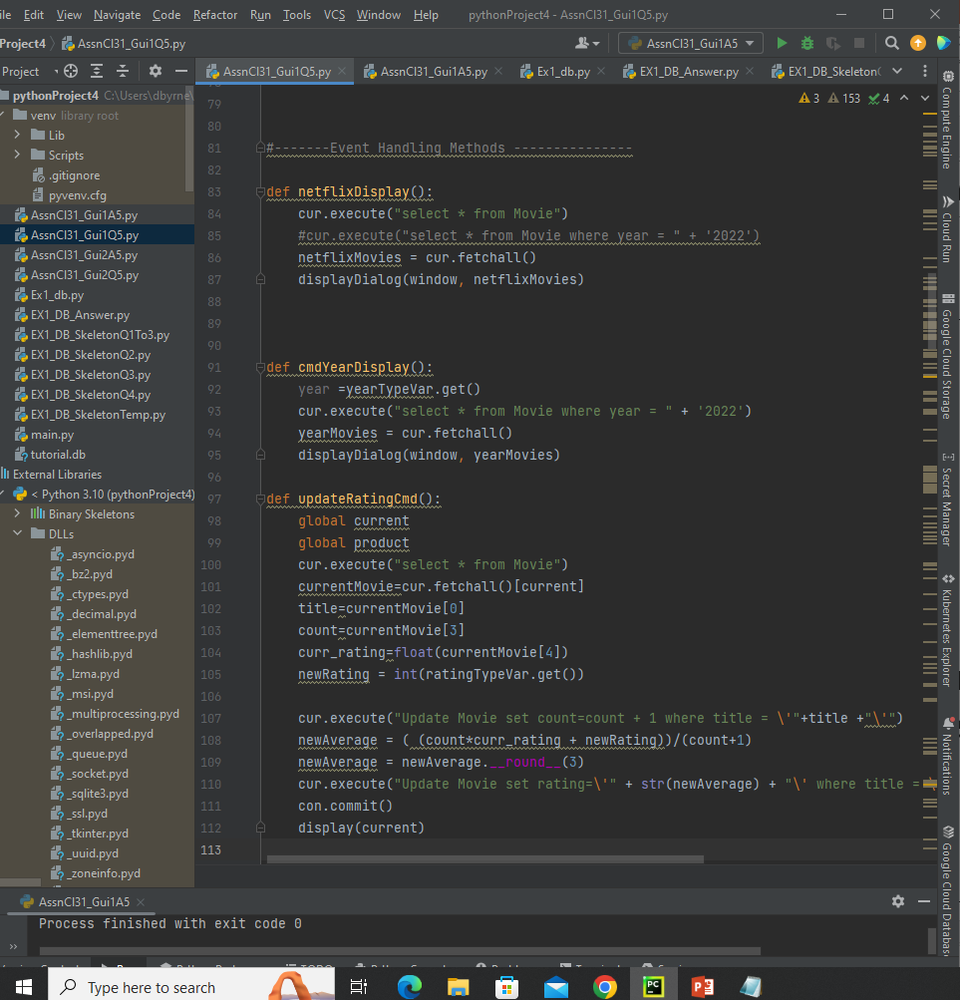 File Edit View Navigate Code Refactor Run Tools VCS Window Help pythonProject4 - AssnCI31_Gui1Q5.py
Project4 AssnCI31_Gui1Q5.py AssnCI31_Gui1A5
Project AssnCI31_Gui1Q5.py AssnCI31_Gui1A5.py Ex1_db.py EX1_DB_Answer.py EX1_DB_Skeleton
pythonProject4 C:\Users\dbyrne\
venv library root
Lib
Scripts
.gitignore
pyvenv.cfg
AssnCI31_Gui1A5.py
AssnCI31_Gui1Q5.py
AssnCI31_Gui2A5.py
AssnCI31_Gui2Q5.py
Ex1_db.py
EX1_DB_Answer.py
EX1_DB_SkeletonQ1To3.py
EX1_DB_SkeletonQ2.py
EX1_DB_SkeletonQ3.py
EX1_DB_SkeletonQ4.py
EX1_DB_SkeletonTemp.py
main.py
tutorial.db
External Libraries
< Python 3.10 (pythonProject4)
Binary Skeletons
DLLs
_asyncio.pyd
_bz2.pyd
_ctypes.pyd
_decimal.pyd
_elementtree.pyd
_hashlib.pyd
_lzma.pyd
_msi.pyd
_multiprocessing.pyd
_overlapped.pyd
_queue.pyd
_socket.pyd
_sqlite3.pyd
_ssl.pyd
_tkinter.pyd
_uuid.pyd
_zoneinfo.pyd
3 153 4
79
80
81 #-------Event Handling Methods ---------------
82
83 def netflixDisplay():
84 cur.execute("select * from Movie")
85 #cur.execute("select * from Movie where year = " + '2022')
86 netflixMovies = cur.fetchall()
87 displayDialog(window, netflixMovies)
88
89
90
91 def cmdYearDisplay():
92 year =yearTypeVar.get()
93 cur.execute("select * from Movie where year = " + '2022')
94 yearMovies = cur.fetchall()
95 displayDialog(window, yearMovies)
96
97 def updateRatingCmd():
98 global current
99 global product
100 cur.execute("select * from Movie")
101 currentMovie=cur.fetchall()[current]
102 title=currentMovie[0]
103 count=currentMovie[3]
104 curr_rating=float(currentMovie[4])
105 newRating = int(ratingTypeVar.get())
106
107 cur.execute("Update Movie set count=count + 1 where title = \'"+title +"\'")
108 newAverage = ( (count*curr_rating + newRating))/(count+1)
109 newAverage = newAverage.__round__(3)
110 cur.execute("Update Movie set rating=\'" + str(newAverage) + "\' where title =
111 con.commit()
112 display(current)
113
Compute Engine
Cloud Run
Google Cloud Storage
Secret Manager
Kubernetes Explorer
Notifications
Google Cloud Databas
AssnCI31_Gui1A5
Process finished with exit code 0
Type here to search